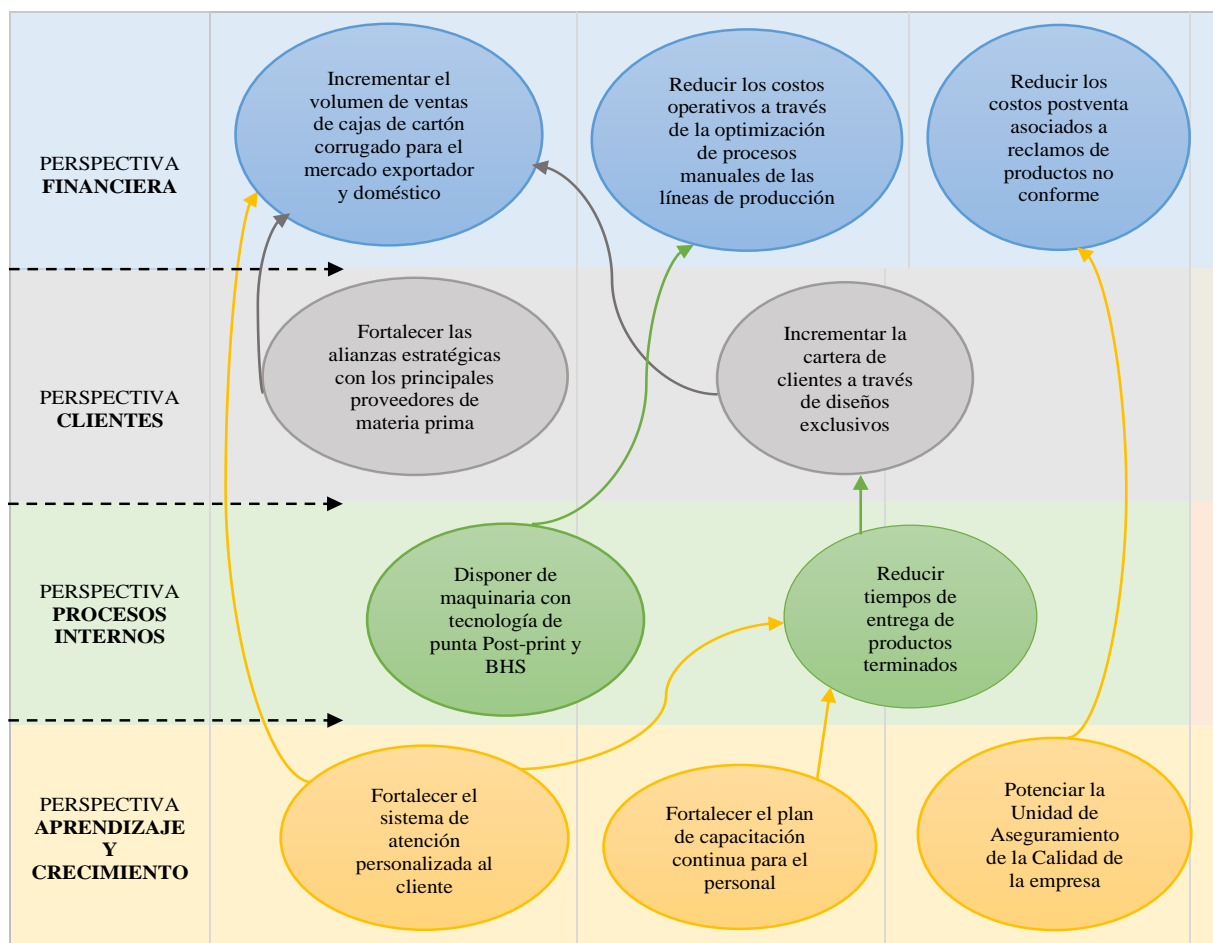 PERSPECTIVA
FINANCIERA
Incrementar el
volumen de ventas
de cajas de cartón
corrugado para el
mercado exportador
y doméstico
Reducir los costos
operativos a través
de la optimización
de procesos
manuales de las
líneas de producción
Reducir los
costos postventa
asociados a
reclamos de
productos no
conforme
PERSPECTIVA
CLIENTES
Fortalecer las
alianzas estratégicas
con los principales
proveedores de
materia prima
Incrementar la
cartera de
clientes a través
de diseños
exclusivos
PERSPECTIVA
PROCESOS
INTERNOS
Disponer de
maquinaria con
tecnología de
punta Post-print y
BHS
Reducir
tiempos de
entrega de
productos
terminados
PERSPECTIVA
APRENDIZAJE
Y
CRECIMIENTO
Fortalecer el
sistema de
atención
personalizada al
cliente
Fortalecer el plan
de capacitación
continua para el
personal
Potenciar la
Unidad de
Aseguramiento
de la Calidad de
la empresa